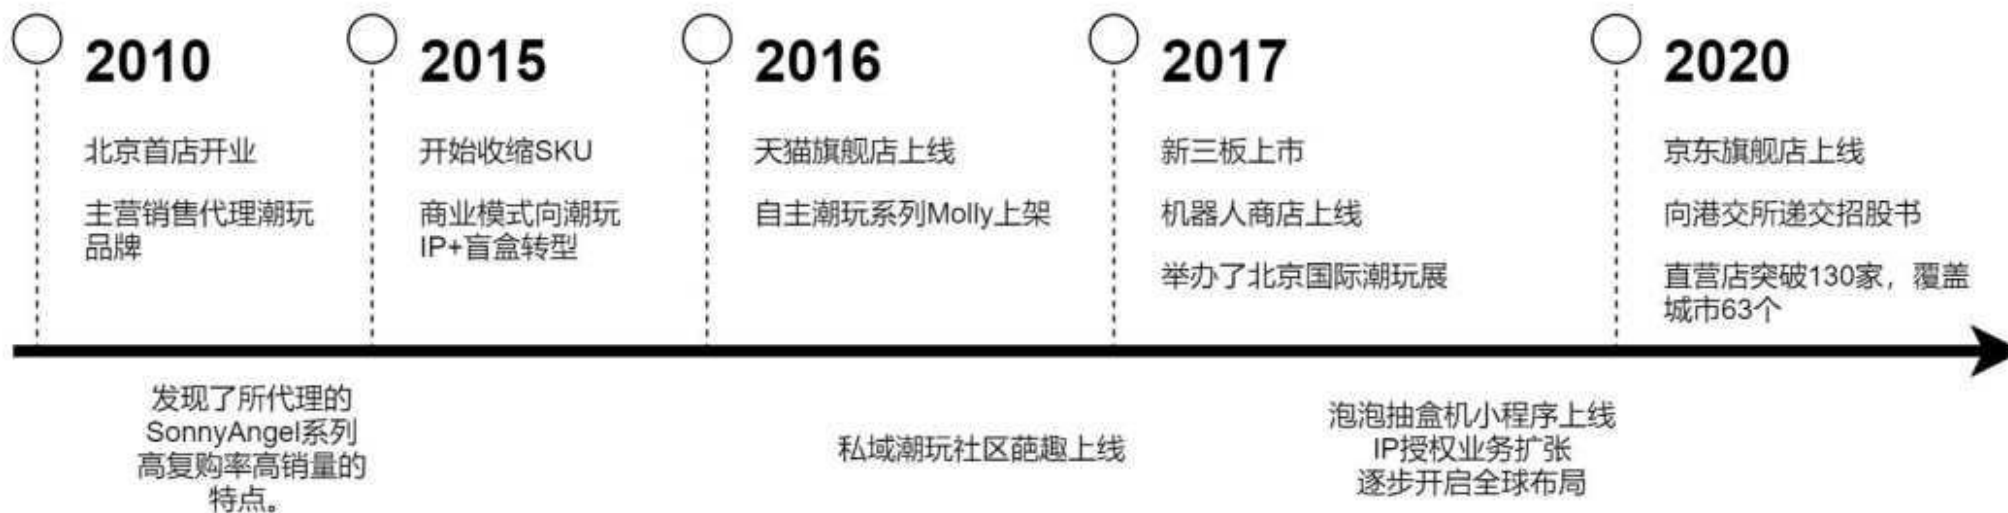 2010
北京首店开业
主营销售代理潮玩
品牌
2015
开始收缩SKU
商业模式向潮玩
IP+盲盒转型
2016
天猫旗舰店上线
自主潮玩系列Molly上架
2017
新三板上市
机器人商店上线
举办了北京国际潮玩展
2020
京东旗舰店上线
向港交所递交招股书
直营店突破130家，覆盖
城市63个
发现了所代理的
SonnyAngel系列
高复购率高销量的
特点。
私域潮玩社区葩趣上线
泡泡抽盒机小程序上线
IP授权业务扩张
逐步开启全球布局